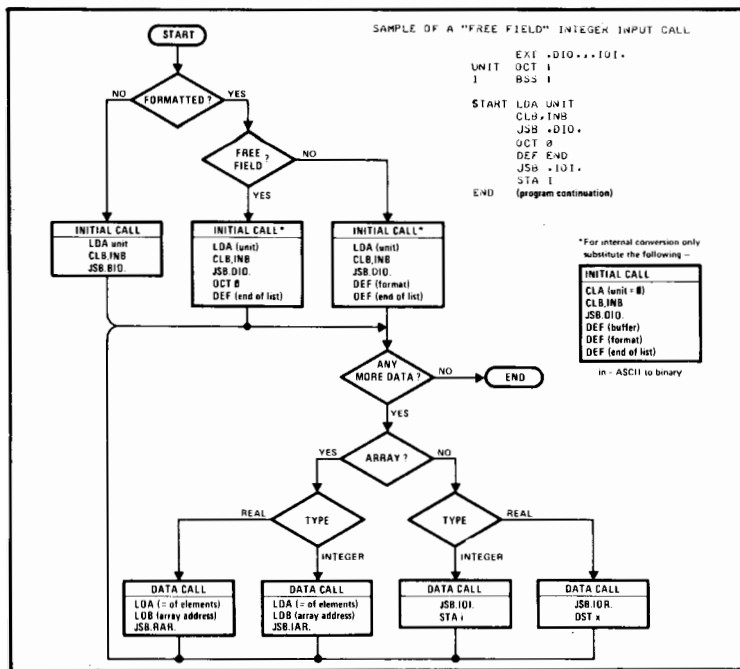 SAMPLE OF A "FREE FIELD" INTEGER INPUT CALL
EXT .DIO.,.IOI.
UNIT OCT 1
I BSS 1
START LDA UNIT
CLB,INB
JSB .DIO.
OCT 0
DEF END
JSB .IOI.
STA I
END (program continuation)
START
FORMATTED ?
NO
YES
FREE FIELD ?
NO
YES
INITIAL CALL
LDA unit
CLB,INB
JSB.BIO.
INITIAL CALL*
LDA (unit)
CLB,INB
JSB.DIO.
OCT 0
DEF (end of list)
INITIAL CALL*
LDA (unit)
CLB,INB
JSB.DIO.
DEF (format)
DEF (end of list)
*For internal conversion only
substitute the following –
INITIAL CALL
CLA (unit = 0)
CLB,INB
JSB.DIO.
DEF (buffer)
DEF (format)
DEF (end of list)
in - ASCII to binary
ANY
MORE DATA ?
NO
END
YES
ARRAY ?
YES
NO
REAL
TYPE
INTEGER
TYPE
REAL
INTEGER
DATA CALL
LDA (= of elements)
LDB (array address)
JSB.RAR.
DATA CALL
LDA (= of elements)
LDB (array address)
JSB.IAR.
DATA CALL
JSB.IOI.
STA i
DATA CALL
JSB.IOR.
DST x